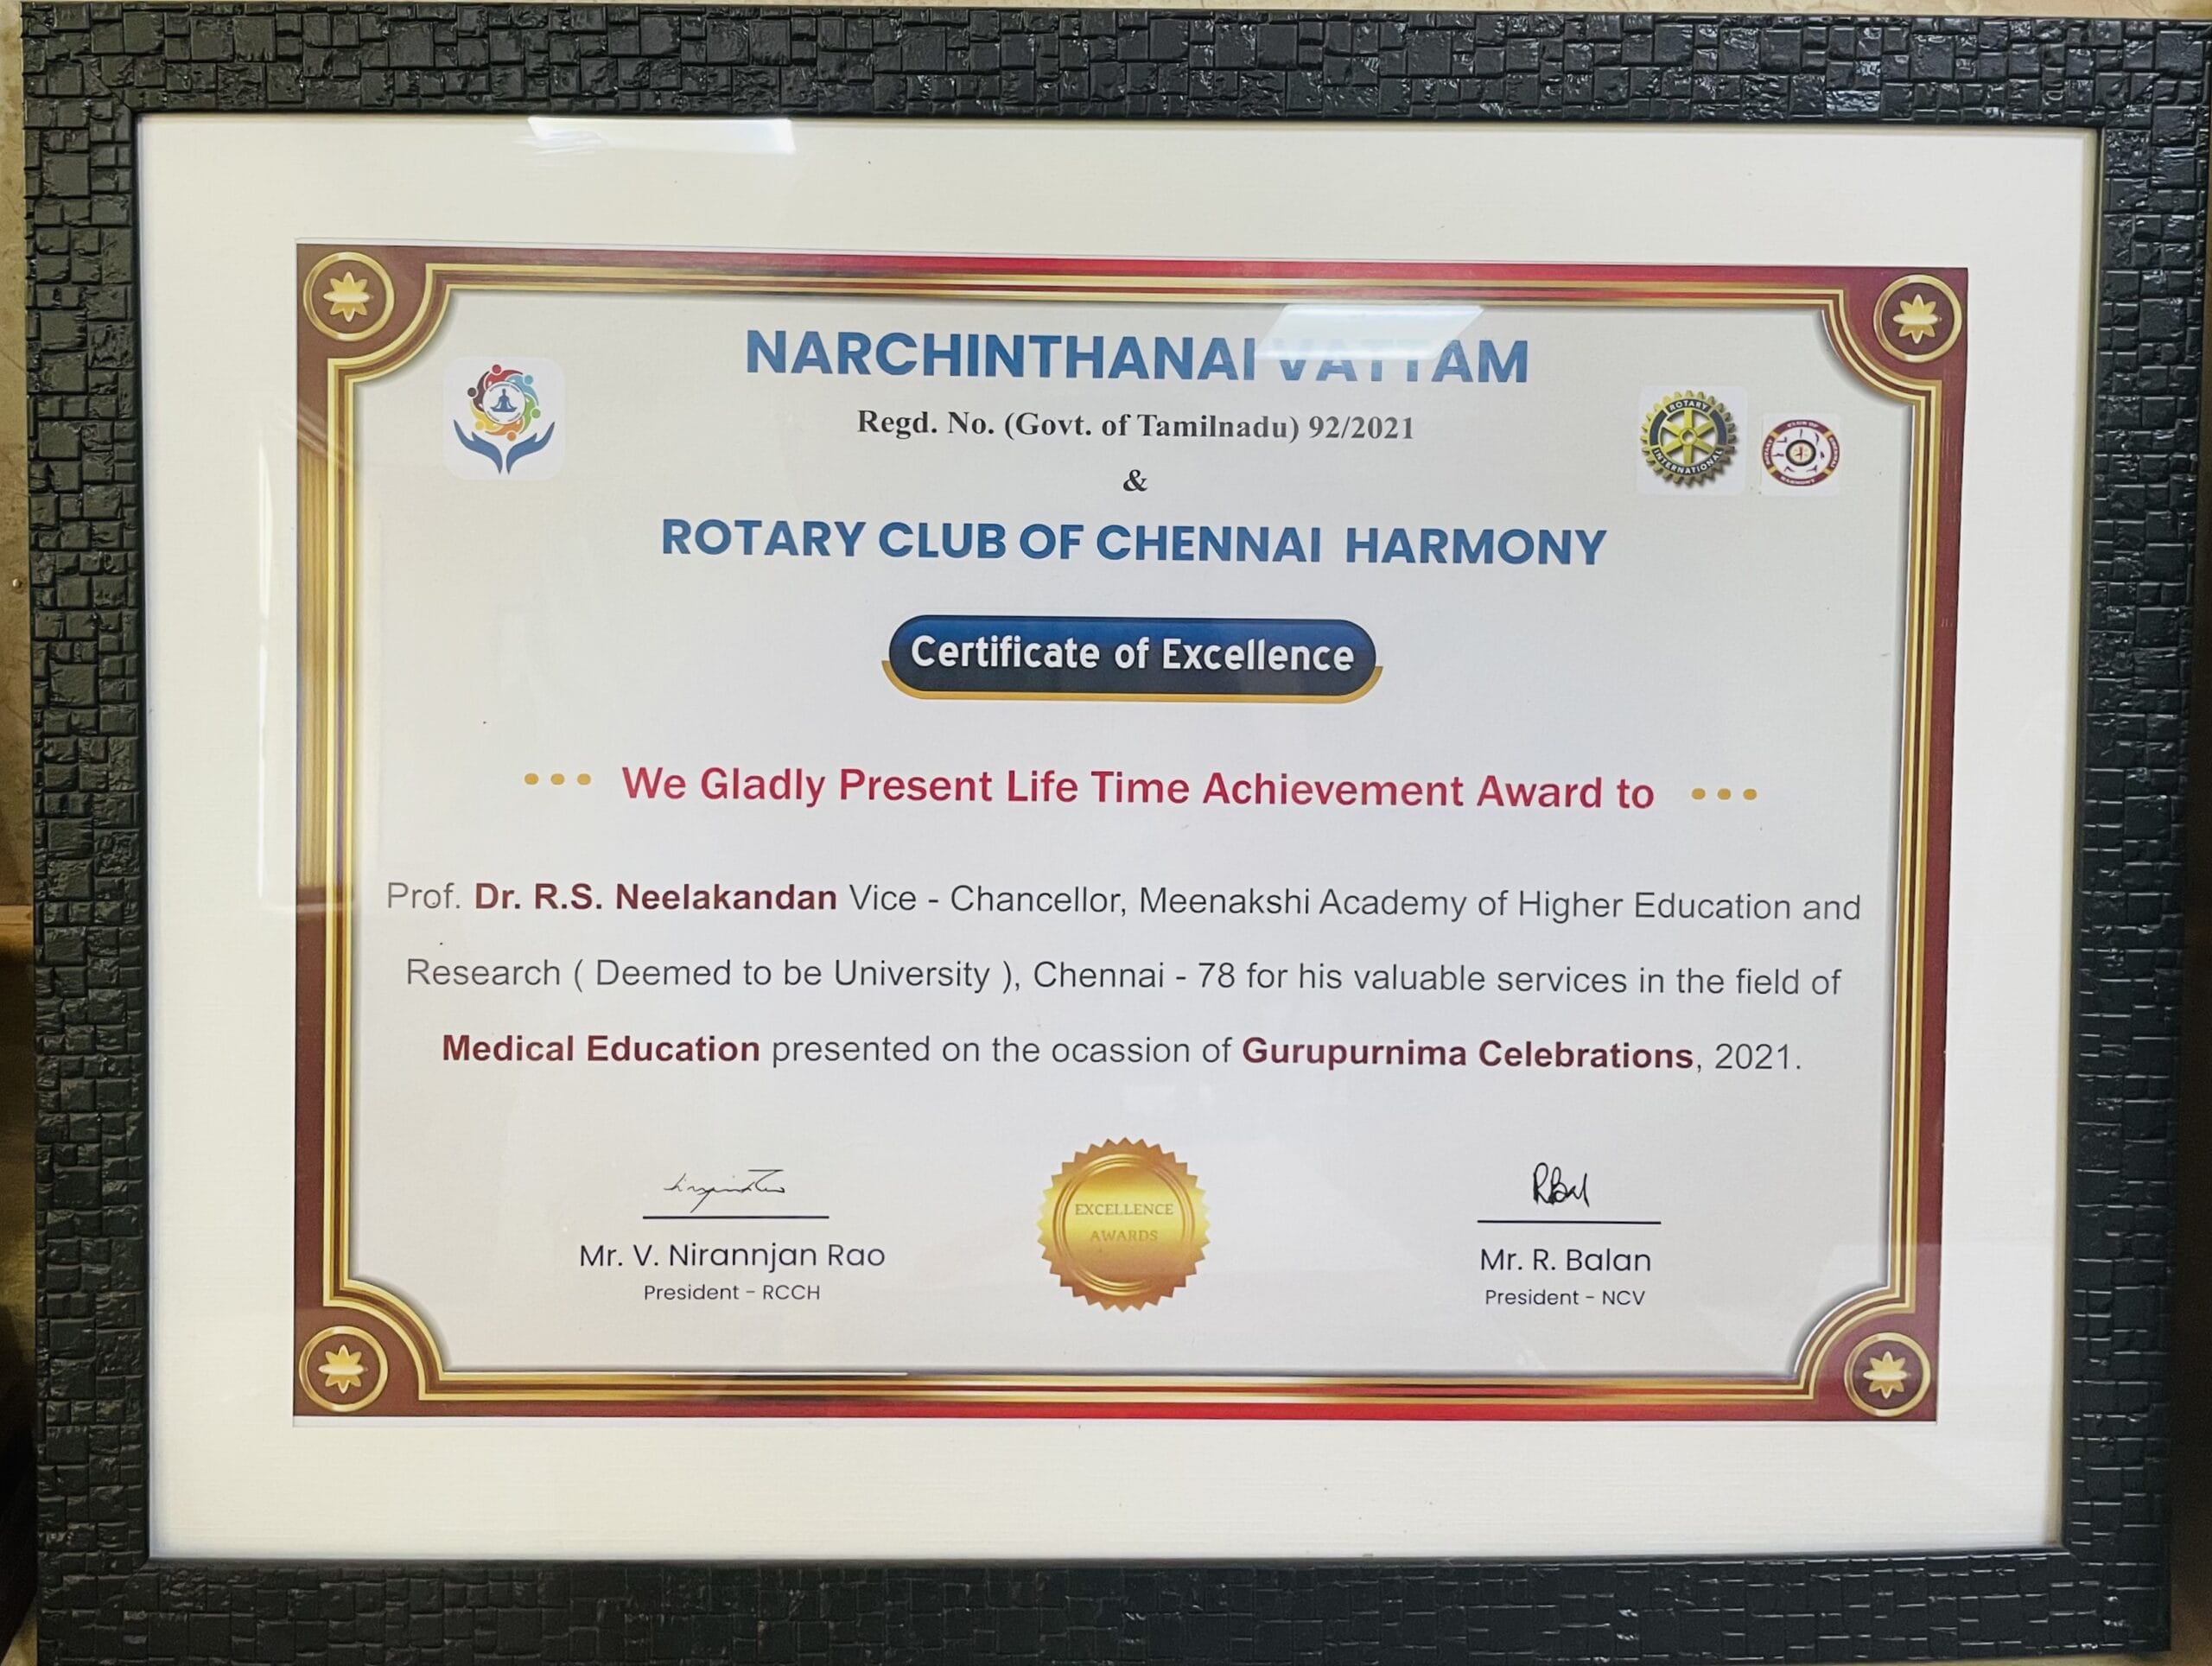 NARCHINTHANAI VATTAM
Regd. No. (Govt. of Tamilnadu) 92/2021
&
ROTARY CLUB OF CHENNAI HARMONY
ROTARY
INTERNATIONAL
Certificate of Excellence
We Gladly Present Life Time Achievement Award to
Prof. Dr. R.S. Neelakandan Vice - Chancellor, Meenakshi Academy of Higher Education and
Research ( Deemed to be University ), Chennai - 78 for his valuable services in the field of
Medical Education presented on the ocassion of Gurupurnima Celebrations, 2021.
EXCELLENCE
AWARDS
Mr. V. Nirannjan Rao
President - RCCH
Mr. R. Balan
President - NCV